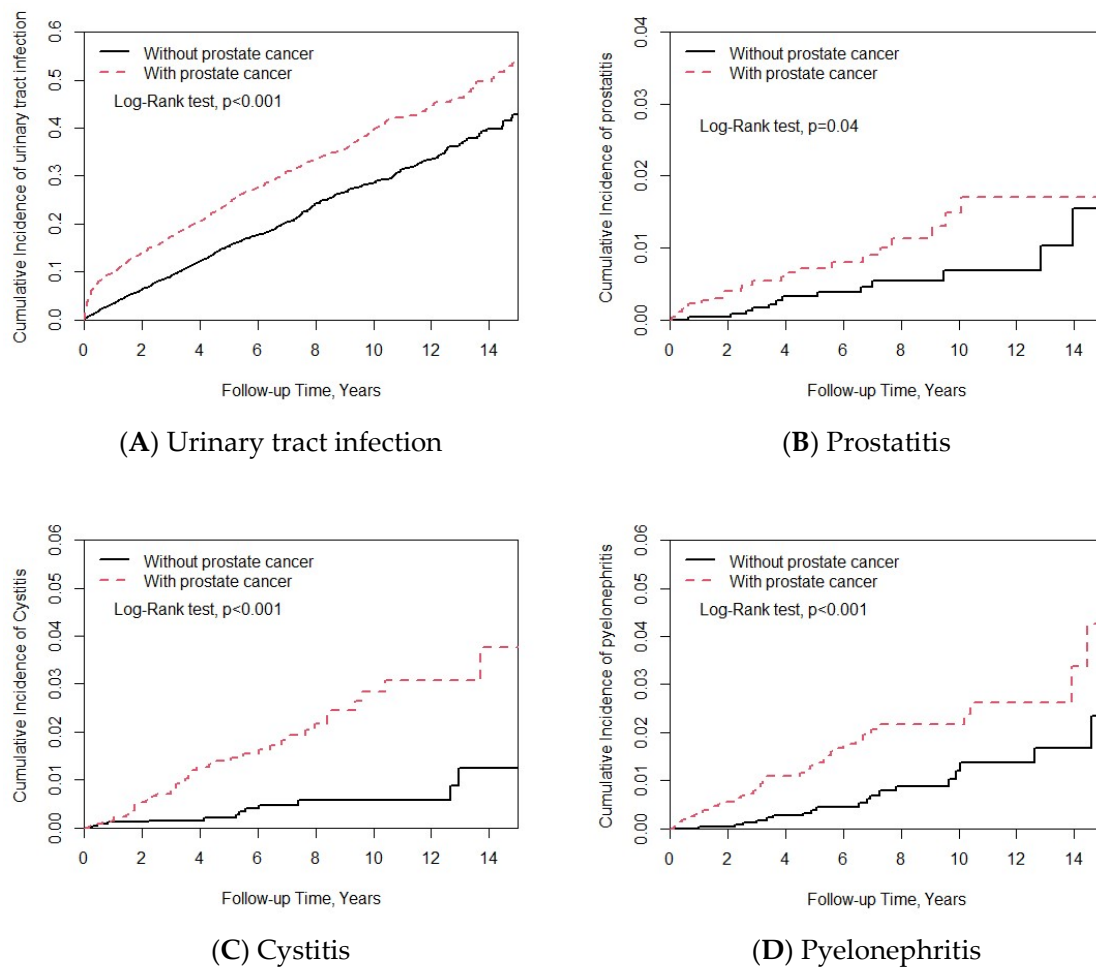 Cumulative Incidence of urinary tract infection
0.0 0.1 0.2 0.3 0.4 0.5 0.6
Without prostate cancer
With prostate cancer
Log-Rank test, p<0.001
0 2 4 6 8 10 12 14
Follow-up Time, Years
(A) Urinary tract infection
Cumulative Incidence of prostatitis
0.00 0.01 0.02 0.03 0.04
Without prostate cancer
With prostate cancer
Log-Rank test, p=0.04
0 2 4 6 8 10 12 14
Follow-up Time, Years
(B) Prostatitis
Cumulative Incidence of Cystitis
0.00 0.01 0.02 0.03 0.04 0.05 0.06
Without prostate cancer
With prostate cancer
Log-Rank test, p<0.001
0 2 4 6 8 10 12 14
Follow-up Time, Years
(C) Cystitis
Cumulative Incidence of pyelonephritis
0.00 0.01 0.02 0.03 0.04 0.05 0.06
Without prostate cancer
With prostate cancer
Log-Rank test, p<0.001
0 2 4 6 8 10 12 14
Follow-up Time, Years
(D) Pyelonephritis